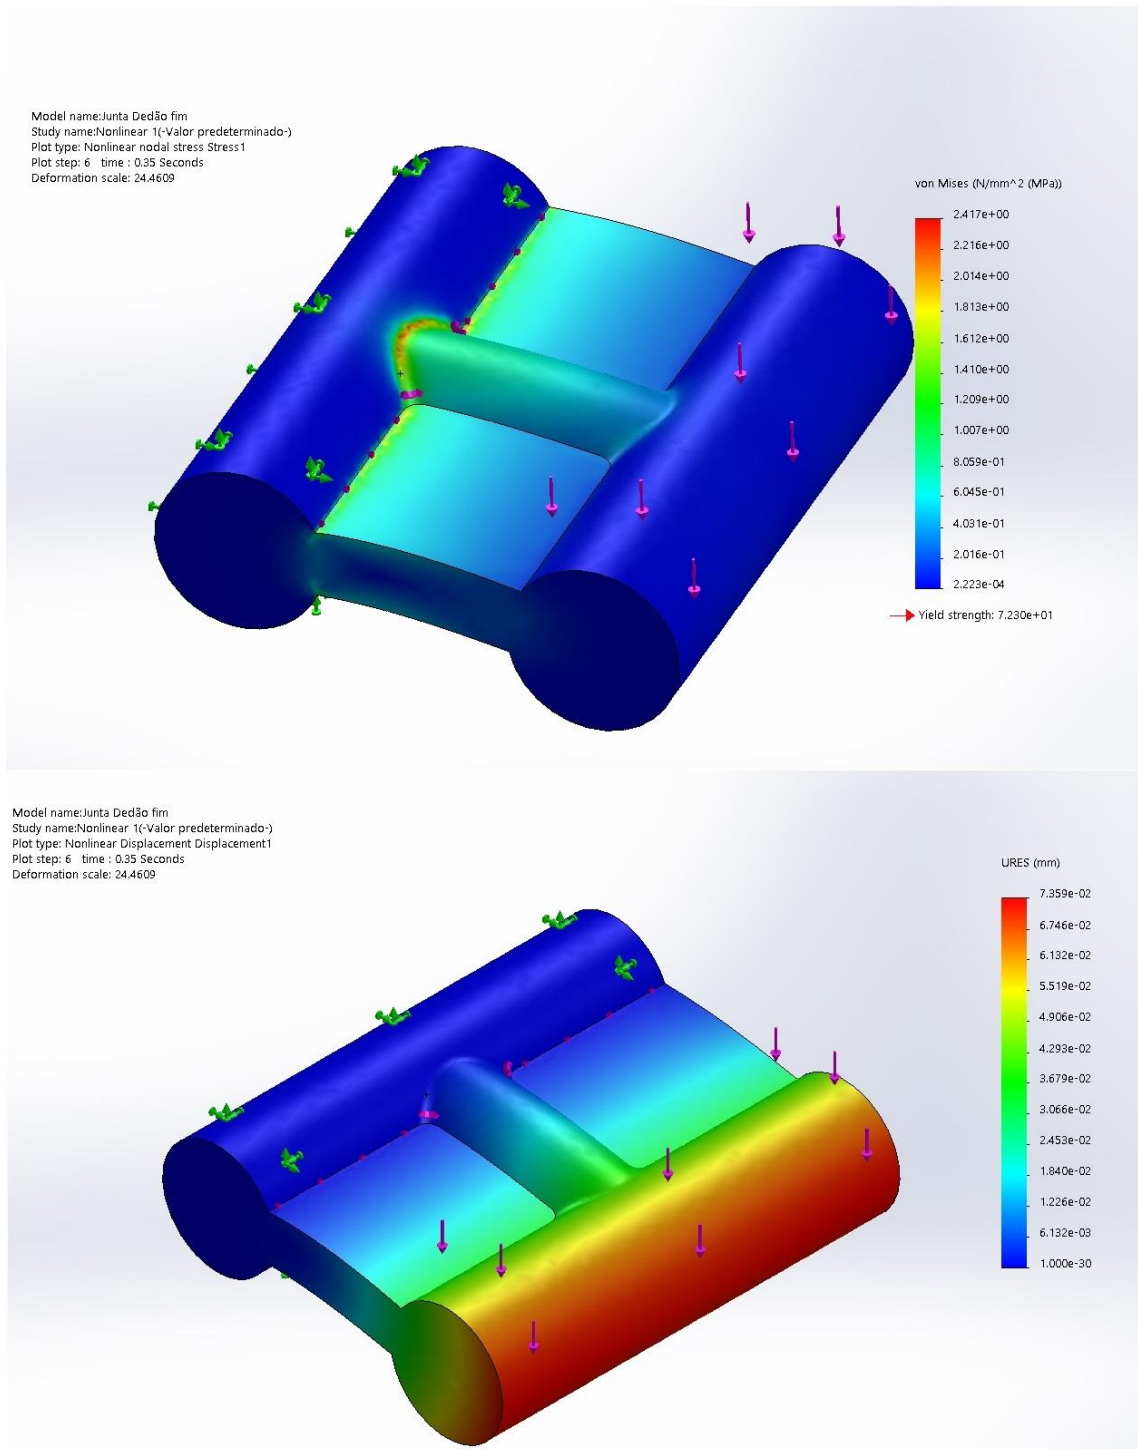 Model name:Junta Dedão fim
Study name:Nonlinear 1(-Valor predeterminado-)
Plot type: Nonlinear nodal stress Stress1
Plot step: 6 time : 0.35 Seconds
Deformation scale: 24.4609
von Mises (N/mm^2 (MPa))
2.417e+00
2.216e+00
2.014e+00
1.813e+00
1.612e+00
1.410e+00
1.209e+00
1.007e+00
8.059e-01
6.045e-01
4.031e-01
2.016e-01
2.223e-04
Yield strength: 7.230e+01
Model name:Junta Dedão fim
Study name:Nonlinear 1(-Valor predeterminado-)
Plot type: Nonlinear Displacement Displacement1
Plot step: 6 time : 0.35 Seconds
Deformation scale: 24.4609
URES (mm)
7.359e-02
6.746e-02
6.132e-02
5.519e-02
4.906e-02
4.293e-02
3.679e-02
3.066e-02
2.453e-02
1.840e-02
1.226e-02
6.132e-03
1.000e-30